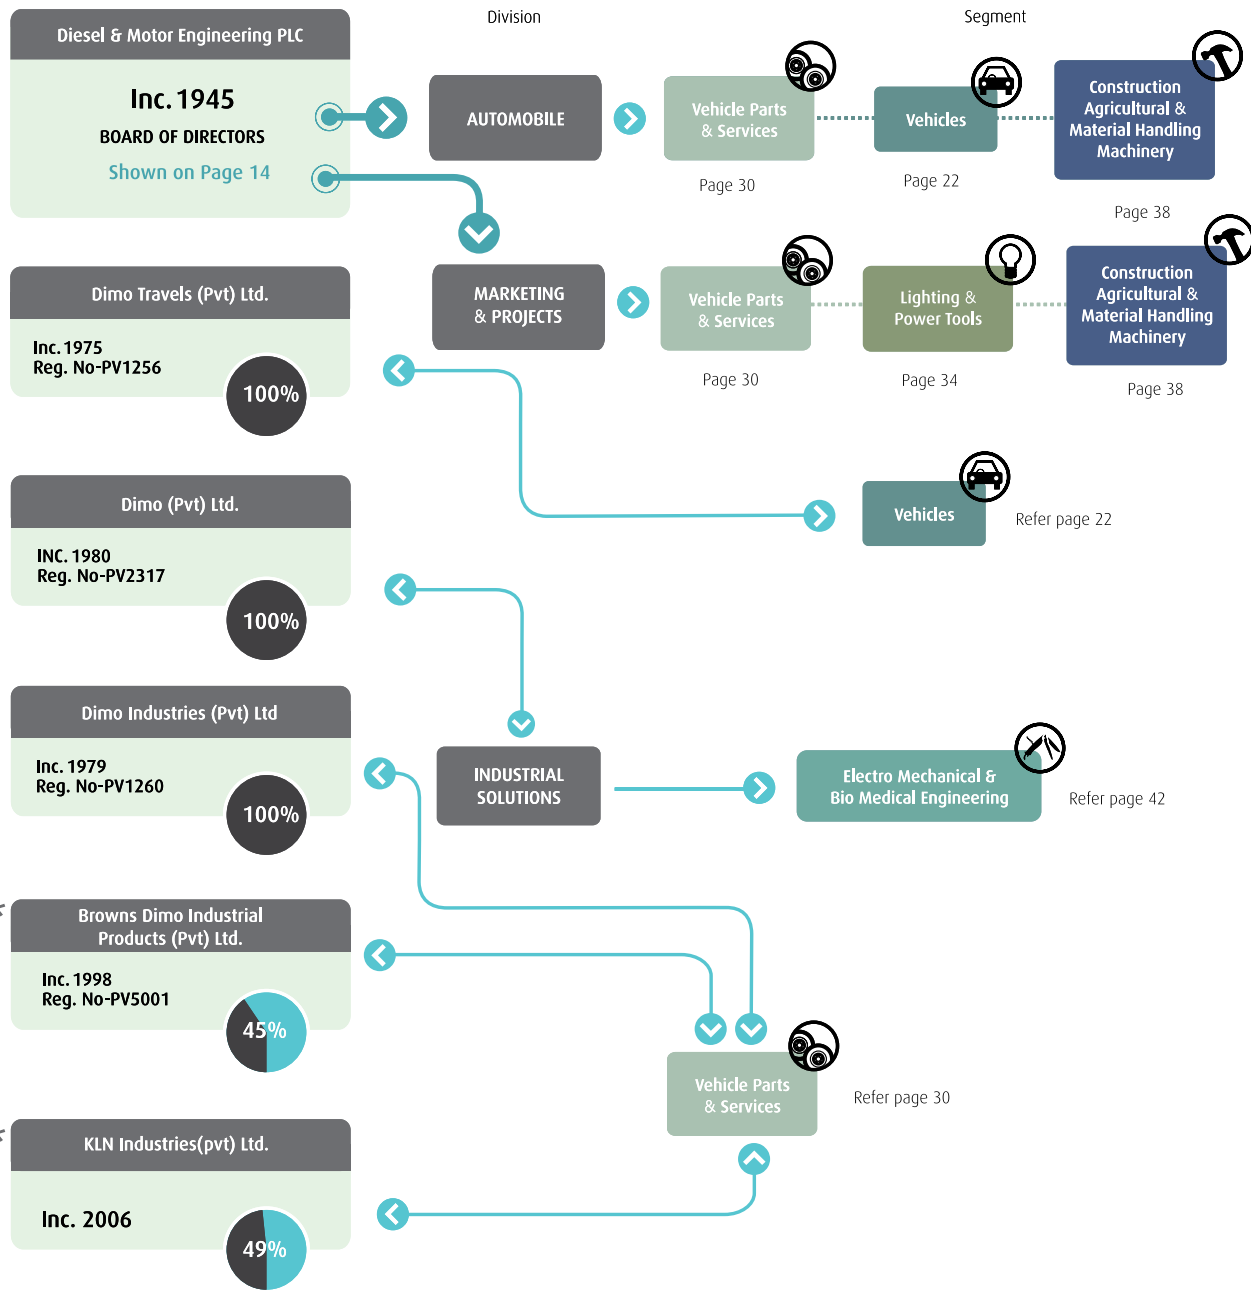 Division
Segment
Diesel & Motor Engineering PLC
Inc. 1945
BOARD OF DIRECTORS
Shown on Page 14
AUTOMOBILE
Vehicle Parts
& Services
Page 30
Vehicles
Page 22
Construction
Agricultural &
Material Handling
Machinery
Page 38
MARKETING
& PROJECTS
Vehicle Parts
& Services
Page 30
Lighting &
Power Tools
Page 34
Construction
Agricultural &
Material Handling
Machinery
Page 38
Dimo Travels (Pvt) Ltd.
Inc. 1975
Reg. No-PV1256
100%
Vehicles
Refer page 22
Dimo (Pvt) Ltd.
INC. 1980
Reg. No-PV2317
100%
INDUSTRIAL
SOLUTIONS
Electro Mechanical &
Bio Medical Engineering
Refer page 42
Dimo Industries (Pvt) Ltd
Inc. 1979
Reg. No-PV1260
100%
*
Browns Dimo Industrial
Products (Pvt) Ltd.
Inc. 1998
Reg. No-PV5001
45%
Vehicle Parts
& Services
Refer page 30
*
KLN Industries(pvt) Ltd.
Inc. 2006
49%